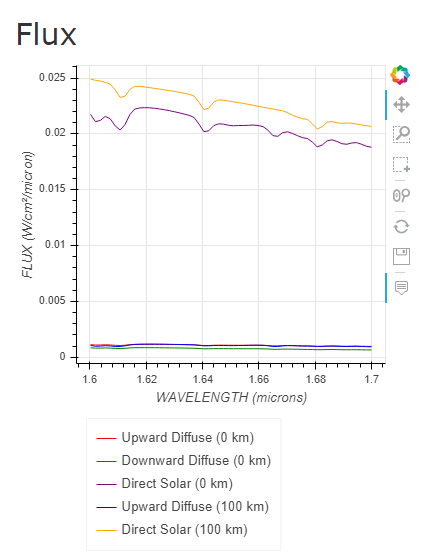 Flux
FLUX (W/cm²/micron)
0.025
0.02
0.015
0.01
0.005
0
1.6 1.62 1.64 1.66 1.68 1.7
WAVELENGTH (microns)
Upward Diffuse (0 km)
Downward Diffuse (0 km)
Direct Solar (0 km)
Upward Diffuse (100 km)
Direct Solar (100 km)